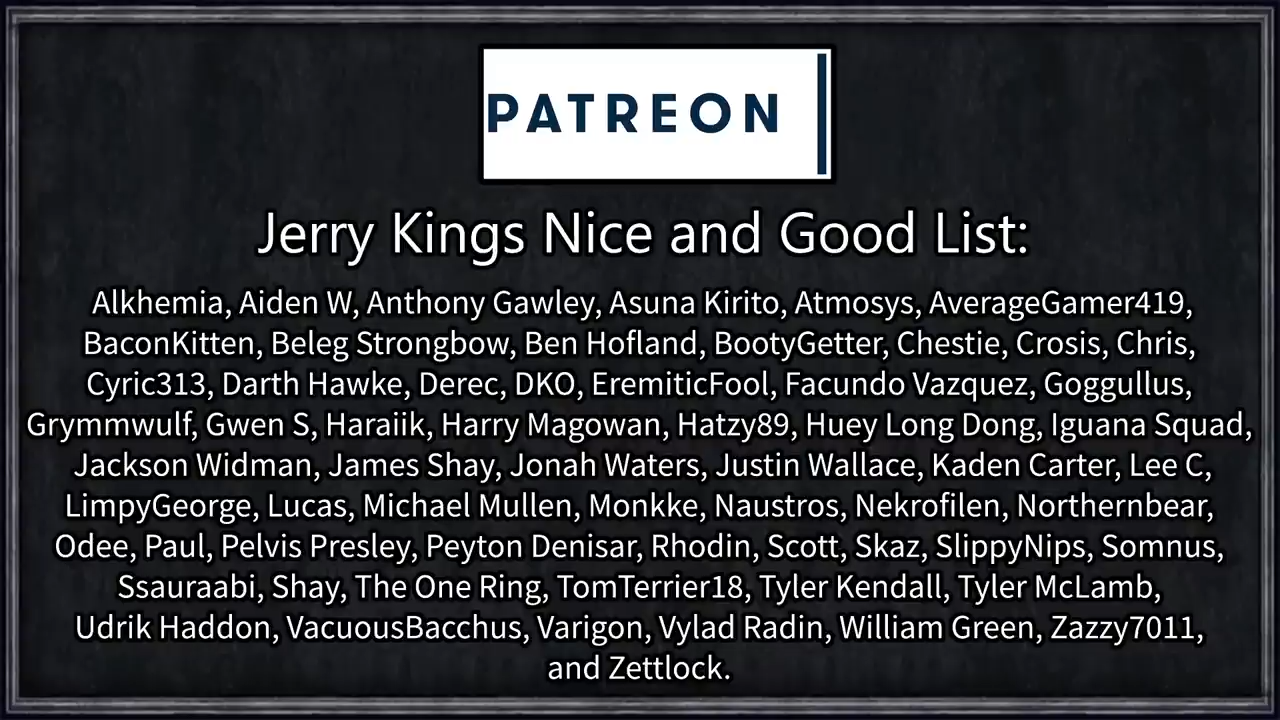 PATREON
Jerry Kings Nice and Good List:
Alkhemia, Aiden W, Anthony Gawley, Asuna Kirito, Atmosys, AverageGamer419,
BaconKitten, Beleg Strongbow, Ben Hofland, BootyGetter, Chestie, Crosis, Chris,
Cyric313, Darth Hawke, Derec, DKO, EremiticFool, Facundo Vazquez, Goggullus,
Grymmwulf, Gwen S, Haraiik, Harry Magowan, Hatzy89, Huey Long Dong, Iguana Squad,
Jackson Widman, James Shay, Jonah Waters, Justin Wallace, Kaden Carter, Lee C,
LimpyGeorge, Lucas, Michael Mullen, Monkke, Naustros, Nekrofilen, Northernbear,
Odee, Paul, Pelvis Presley, Peyton Denisar, Rhodin, Scott, Skaz, SlippyNips, Somnus,
Ssauraabi, Shay, The One Ring, TomTerrier18, Tyler Kendall, Tyler McLamb,
Udrik Haddon, VacuousBacchus, Varigon, Vylad Radin, William Green, Zazzy7011,
and Zettlock.